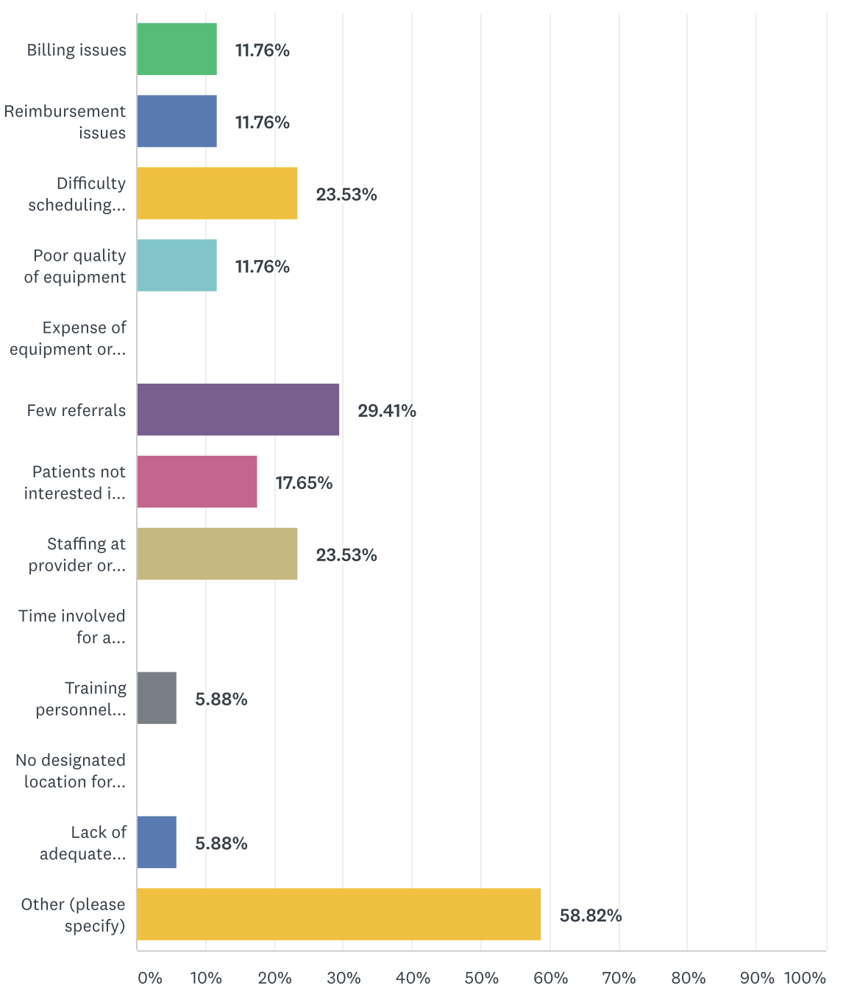 Billing issues
11.76%
Reimbursement
issues
11.76%
Difficulty
scheduling...
23.53%
Poor quality
of equipment
11.76%
Expense of
equipment or...
Few referrals
29.41%
Patients not
interested i...
17.65%
Staffing at
provider or...
23.53%
Time involved
for a...
Training
personnel...
5.88%
No designated
location for...
Lack of
adequate...
5.88%
Other (please
specify)
58.82%
0% 10% 20% 30% 40% 50% 60% 70% 80% 90% 100%